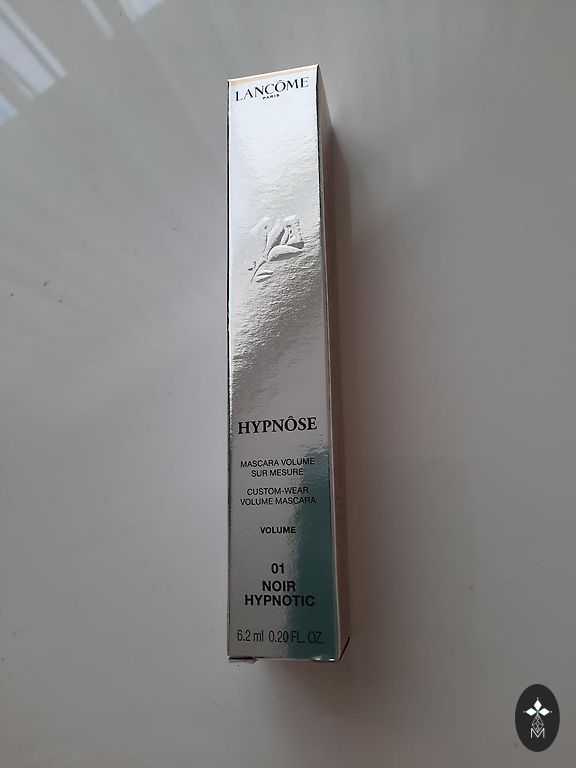 LANCÔME
PARIS
HYPNÔSE
MASCARA VOLUME
SUR MESURE
CUSTOM-WEAR
VOLUME MASCARA
VOLUME
01
NOIR
HYPNOTIC
6.2 ml 0.20 FL. OZ.
M